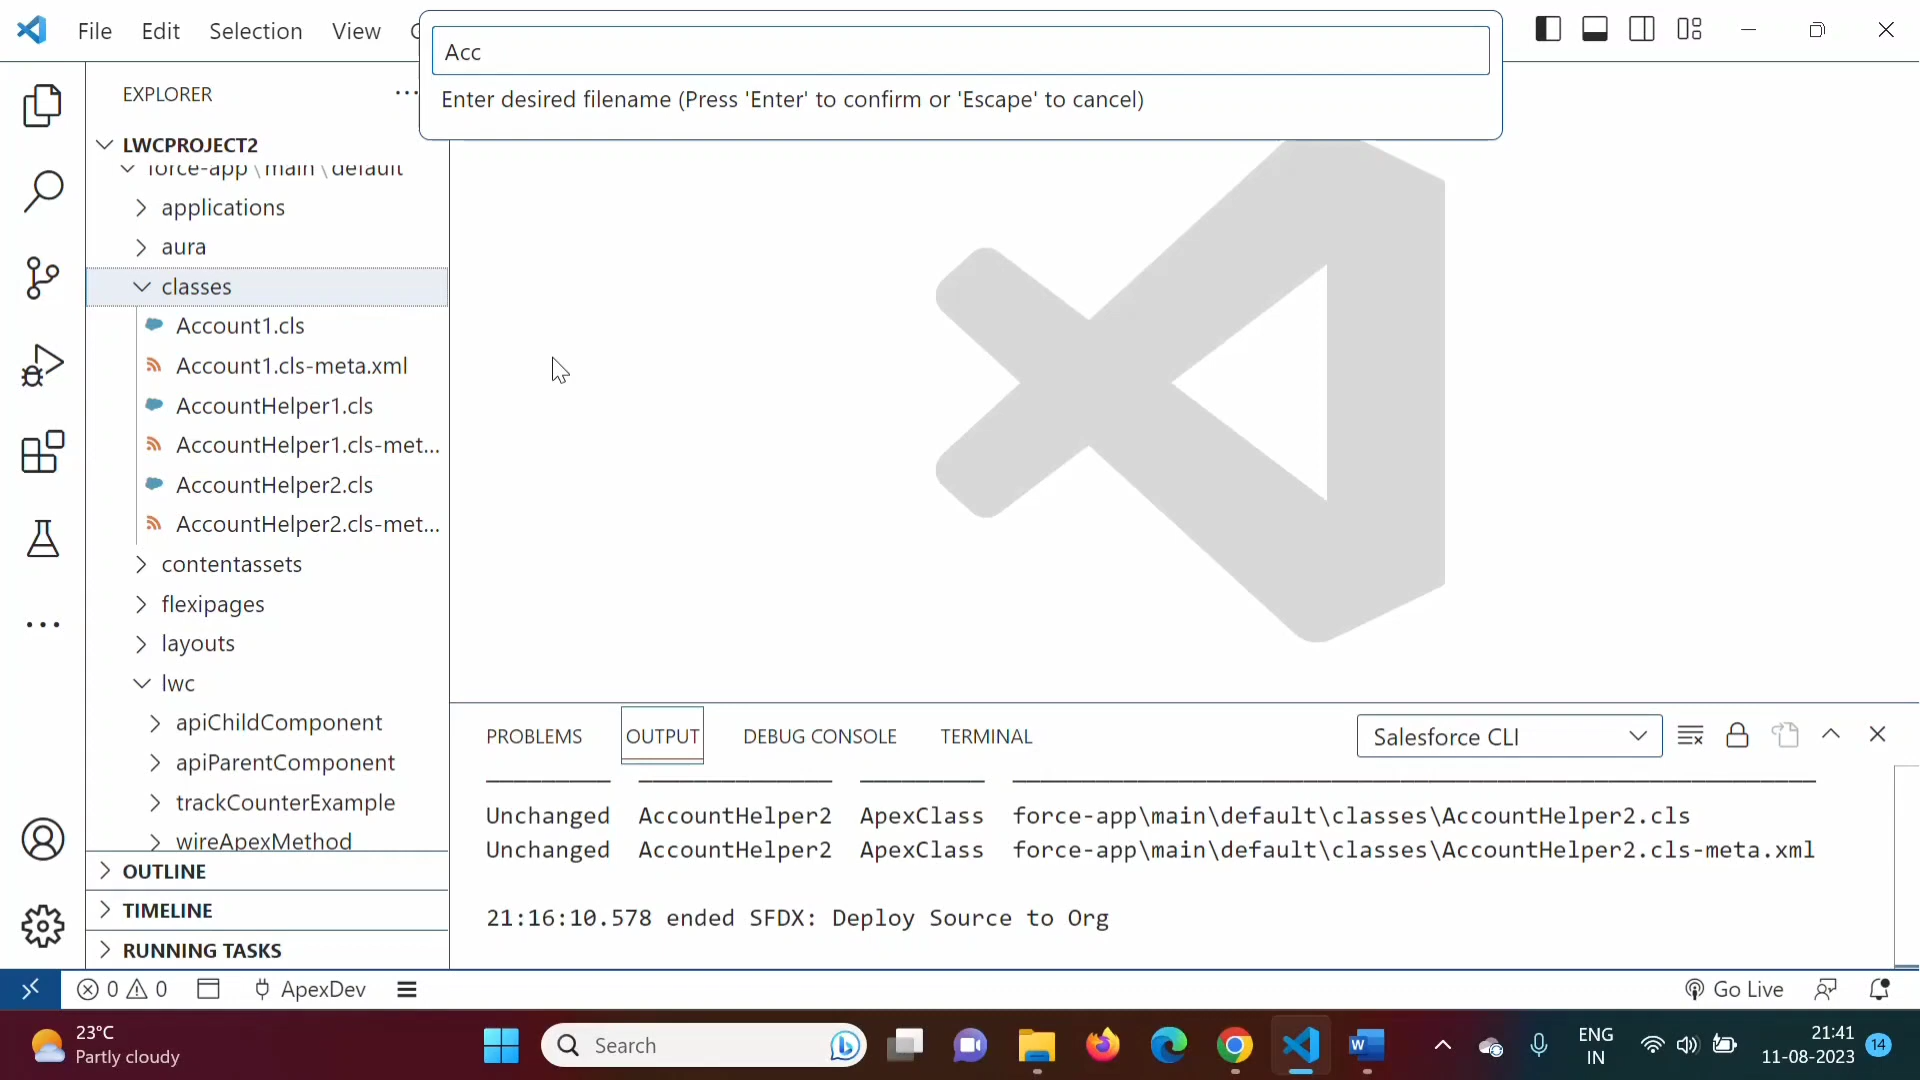 File Edit Selection View
Acc
Enter desired filename (Press 'Enter' to confirm or 'Escape' to cancel)
EXPLORER
LWCPROJECT2
force-app\main\default
applications
aura
classes
Account1.cls
Account1.cls-meta.xml
AccountHelper1.cls
AccountHelper1.cls-met...
AccountHelper2.cls
AccountHelper2.cls-met...
contentassets
flexipages
layouts
lwc
apiChildComponent
apiParentComponent
trackCounterExample
wireApexMethod
OUTLINE
TIMELINE
RUNNING TASKS
PROBLEMS OUTPUT DEBUG CONSOLE TERMINAL Salesforce CLI
Unchanged AccountHelper2 ApexClass force-app\main\default\classes\AccountHelper2.cls
Unchanged AccountHelper2 ApexClass force-app\main\default\classes\AccountHelper2.cls-meta.xml
21:16:10.578 ended SFDX: Deploy Source to Org
0 0 ApexDev Go Live
23°C
Partly cloudy
Search
ENG
IN
21:41
11-08-2023
14